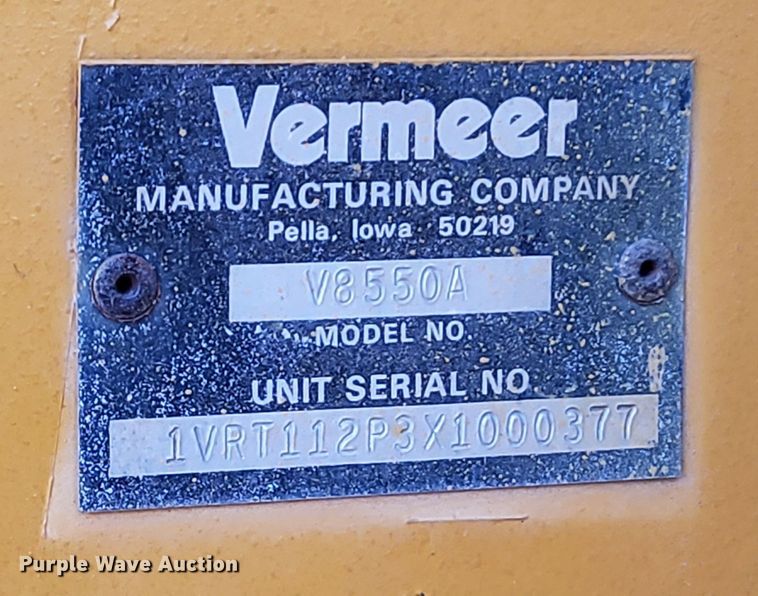 Vermeer
MANUFACTURING COMPANY
Pella, Iowa 50219
V8550A
MODEL NO.
UNIT SERIAL NO.
1VRT112P3X1000377
Purple Wave Auction